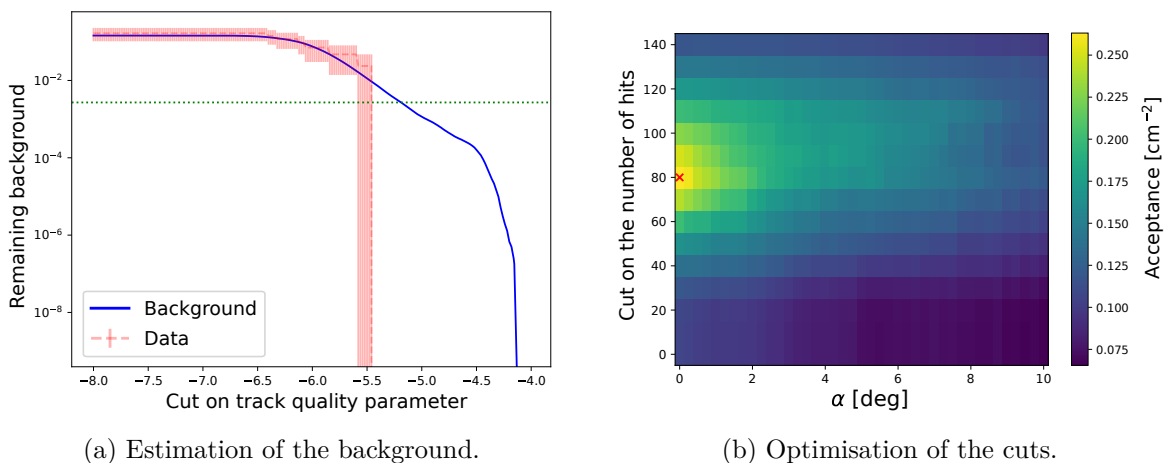 Remaining background
10⁻²
10⁻⁴
10⁻⁶
10⁻⁸
Background
Data
−8.0 −7.5 −7.0 −6.5 −6.0 −5.5 −5.0 −4.5 −4.0
Cut on track quality parameter
(a) Estimation of the background.
Cut on the number of hits
140
120
100
80
60
40
20
0
0 2 4 6 8 10
α [deg]
0.250
0.225
0.200
0.175
0.150
0.125
0.100
0.075
Acceptance [cm⁻²]
(b) Optimisation of the cuts.